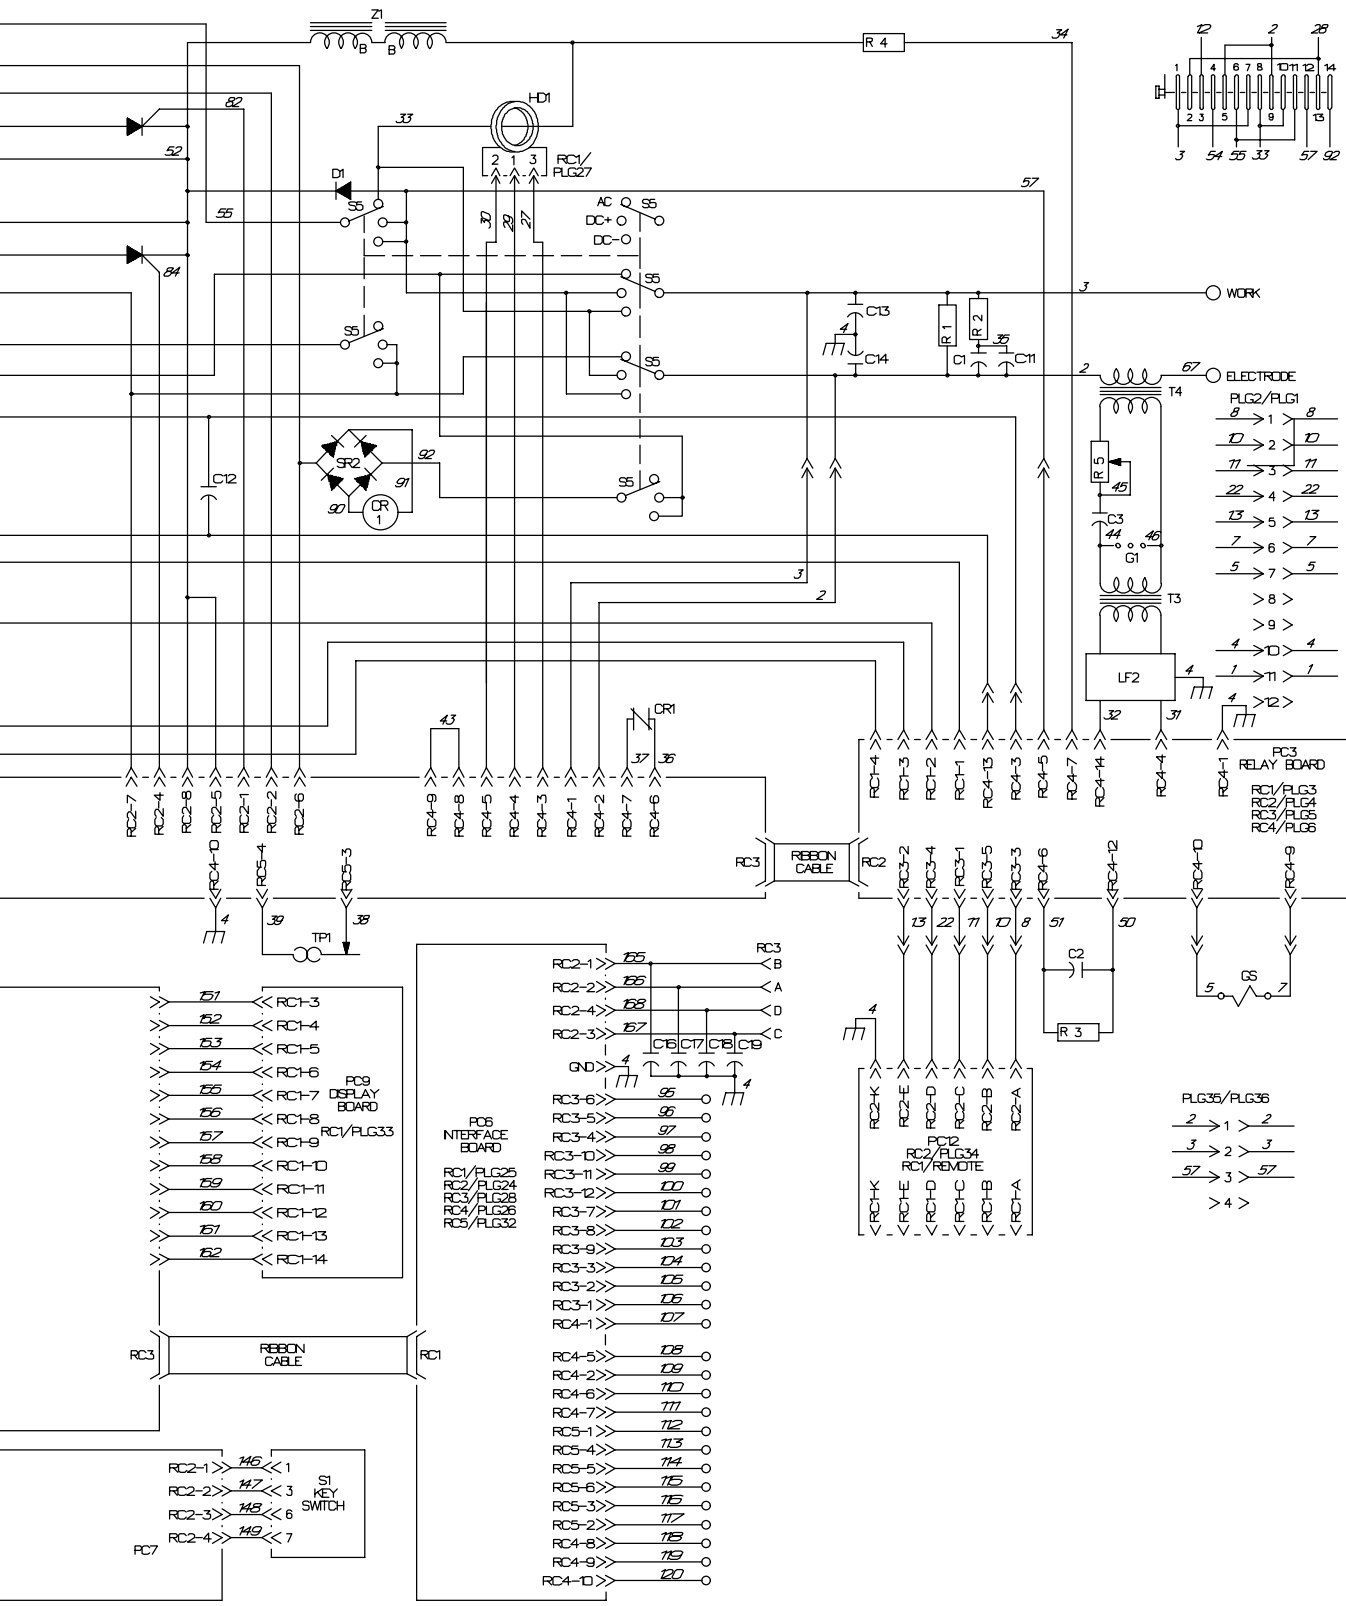 Z1
B B
R 4
34
12 2 28
1 4 6 7 8 10 11 12 14
2 3 5 9 13
3 54 55 33 57 92
82
HD1
33
52
2 1 3
RC1/
PLG27
D1
57
S5
55
AC S5
DC+
DC-
30 29 27
84
S5
3
WORK
C13
4
R 1
R 2
S5
35
C14
C1
C11
S5
2
67
ELECTRODE
T4
PLG2/PLG1
8 1 8
10 2 10
11 3 11
22 4 22
13 5 13
7 6 7
5 7 5
8
9
4 10 4
1 11 1
12
SR2
92
91
90
CR
1
C12
S5
R 5
45
C3
44 46
G1
T3
3
2
LF2
4
32 31
4
43
CR1
37 36
RC2-7
RC2-4
RC2-8
RC2-5
RC2-1
RC2-2
RC2-6
RC4-9
RC4-8
RC4-5
RC4-4
RC4-3
RC4-1
RC4-2
RC4-7
RC4-6
RC1-4
RC1-3
RC1-2
RC1-1
RC4-13
RC4-3
RC4-5
RC4-7
RC4-14
RC4-4
RC4-1
PC3
RELAY BOARD
RC1/PLG3
RC2/PLG4
RC3/PLG5
RC4/PLG6
RC4-10
RC5-4
RC5-3
RC3
RIBBON
CABLE
RC2
RC3-2
RC3-4
RC3-1
RC3-5
RC3-3
RC4-6
RC4-12
RC4-10
RC4-9
4
39
38
TP1
13 22 11 10 8 51 50
C2
R 3
GS
5 7
RC3
RC2-1 165 B
RC2-2 166 A
RC2-4 168 D
RC2-3 167 C
C16 C17 C18 C19
GND 4
4
4
151 RC1-3
152 RC1-4
153 RC1-5
154 RC1-6
155 RC1-7
156 RC1-8
157 RC1-9
158 RC1-10
159 RC1-11
160 RC1-12
161 RC1-13
162 RC1-14
PC9
DISPLAY
BOARD
RC1/PLG33
PC6
INTERFACE
BOARD
RC1/PLG25
RC2/PLG24
RC3/PLG28
RC4/PLG26
RC5/PLG32
RC3-6 95
RC3-5 96
RC3-4 97
RC3-10 98
RC3-11 99
RC3-12 100
RC3-7 101
RC3-8 102
RC3-9 103
RC3-3 104
RC3-2 105
RC3-1 106
RC4-1 107
RC4-5 108
RC4-2 109
RC4-6 110
RC4-7 111
RC5-1 112
RC5-4 113
RC5-5 114
RC5-6 115
RC5-3 116
RC5-2 117
RC4-8 118
RC4-9 119
RC4-10 120
RC2-K
RC2-E
RC2-D
RC2-C
RC2-B
RC2-A
PC12
RC2/PLG34
RC1/REMOTE
RC1-K
RC1-E
RC1-D
RC1-C
RC1-B
RC1-A
PLG35/PLG36
2 1 2
3 2 3
57 3 57
4
RC3
RIBBON
CABLE
RC1
RC2-1 146 1
RC2-2 147 3
RC2-3 148 6
RC2-4 149 7
S1
KEY
SWITCH
PC7